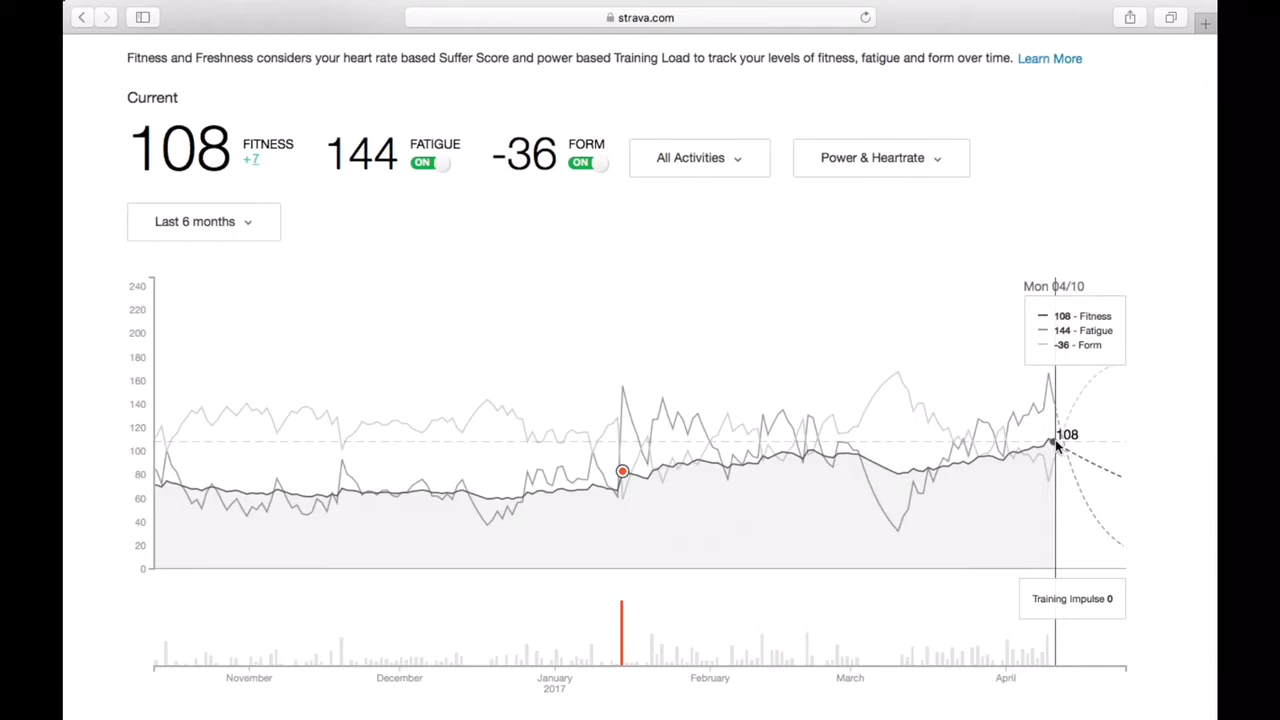 strava.com
Fitness and Freshness considers your heart rate based Suffer Score and power based Training Load to track your levels of fitness, fatigue and form over time. Learn More
Current
108 FITNESS +7
144 FATIGUE ON
-36 FORM ON
All Activities
Power & Heartrate
Last 6 months
Mon 04/10
108 - Fitness
144 - Fatigue
-36 - Form
240
220
200
180
160
140
120
100
80
60
40
20
0
108
Training Impulse 0
November
December
January
2017
February
March
April